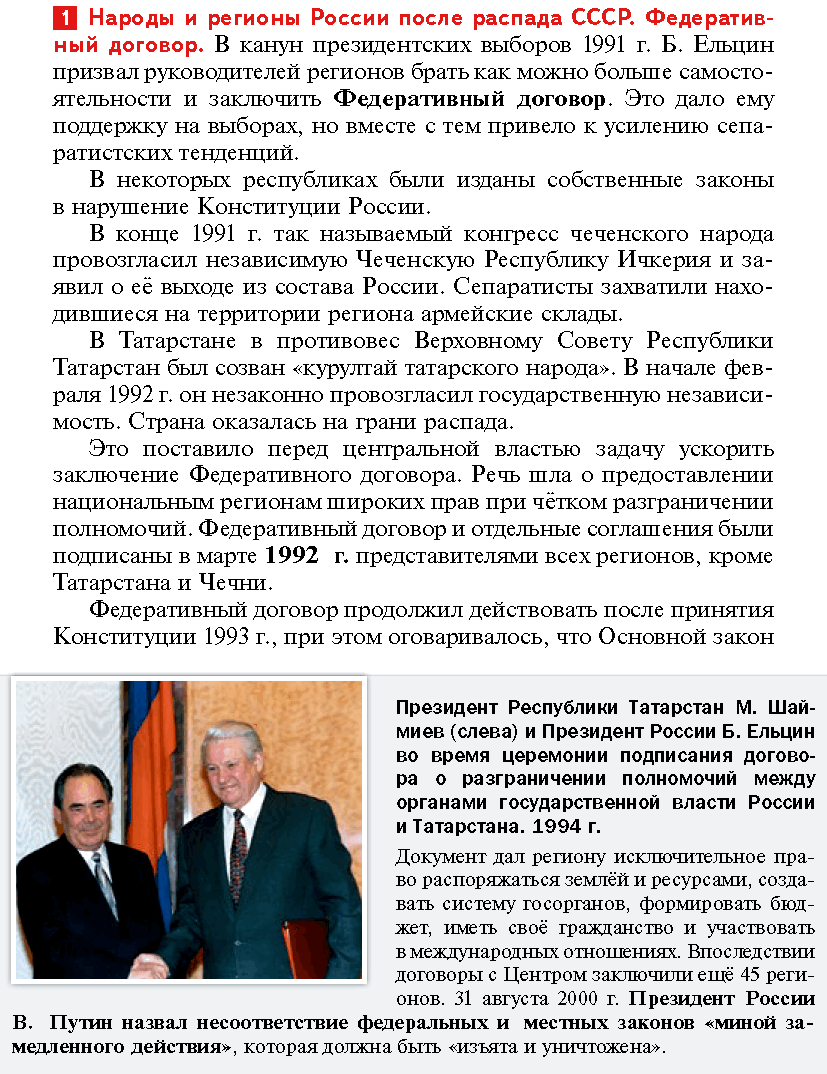 1 Народы и регионы России после распада СССР. Федератив-
ный договор. В канун президентских выборов 1991 г. Б. Ельцин
призвал руководителей регионов брать как можно больше самосто-
ятельности и заключить Федеративный договор. Это дало ему
поддержку на выборах, но вместе с тем привело к усилению сепа-
ратистских тенденций.
В некоторых республиках были изданы собственные законы
в нарушение Конституции России.
В конце 1991 г. так называемый конгресс чеченского народа
провозгласил независимую Чеченскую Республику Ичкерия и за-
явил о её выходе из состава России. Сепаратисты захватили нахо-
дившиеся на территории региона армейские склады.
В Татарстане в противовес Верховному Совету Республики
Татарстан был созван «курултай татарского народа». В начале фев-
раля 1992 г. он незаконно провозгласил государственную независи-
мость. Страна оказалась на грани распада.
Это поставило перед центральной властью задачу ускорить
заключение Федеративного договора. Речь шла о предоставлении
национальным регионам широких прав при чётком разграничении
полномочий. Федеративный договор и отдельные соглашения были
подписаны в марте 1992 г. представителями всех регионов, кроме
Татарстана и Чечни.
Федеративный договор продолжил действовать после принятия
Конституции 1993 г., при этом оговаривалось, что Основной закон
Президент Республики Татарстан М. Шай-
миев (слева) и Президент России Б. Ельцин
во время церемонии подписания догово-
ра о разграничении полномочий между
органами государственной власти России
и Татарстана. 1994 г.
Документ дал региону исключительное пра-
во распоряжаться землёй и ресурсами, созда-
вать систему госорганов, формировать бюд-
жет, иметь своё гражданство и участвовать
в международных отношениях. Впоследствии
договоры с Центром заключили ещё 45 реги-
онов. 31 августа 2000 г. Президент России
В. Путин назвал несоответствие федеральных и местных законов «миной за-
медленного действия», которая должна быть «изъята и уничтожена».